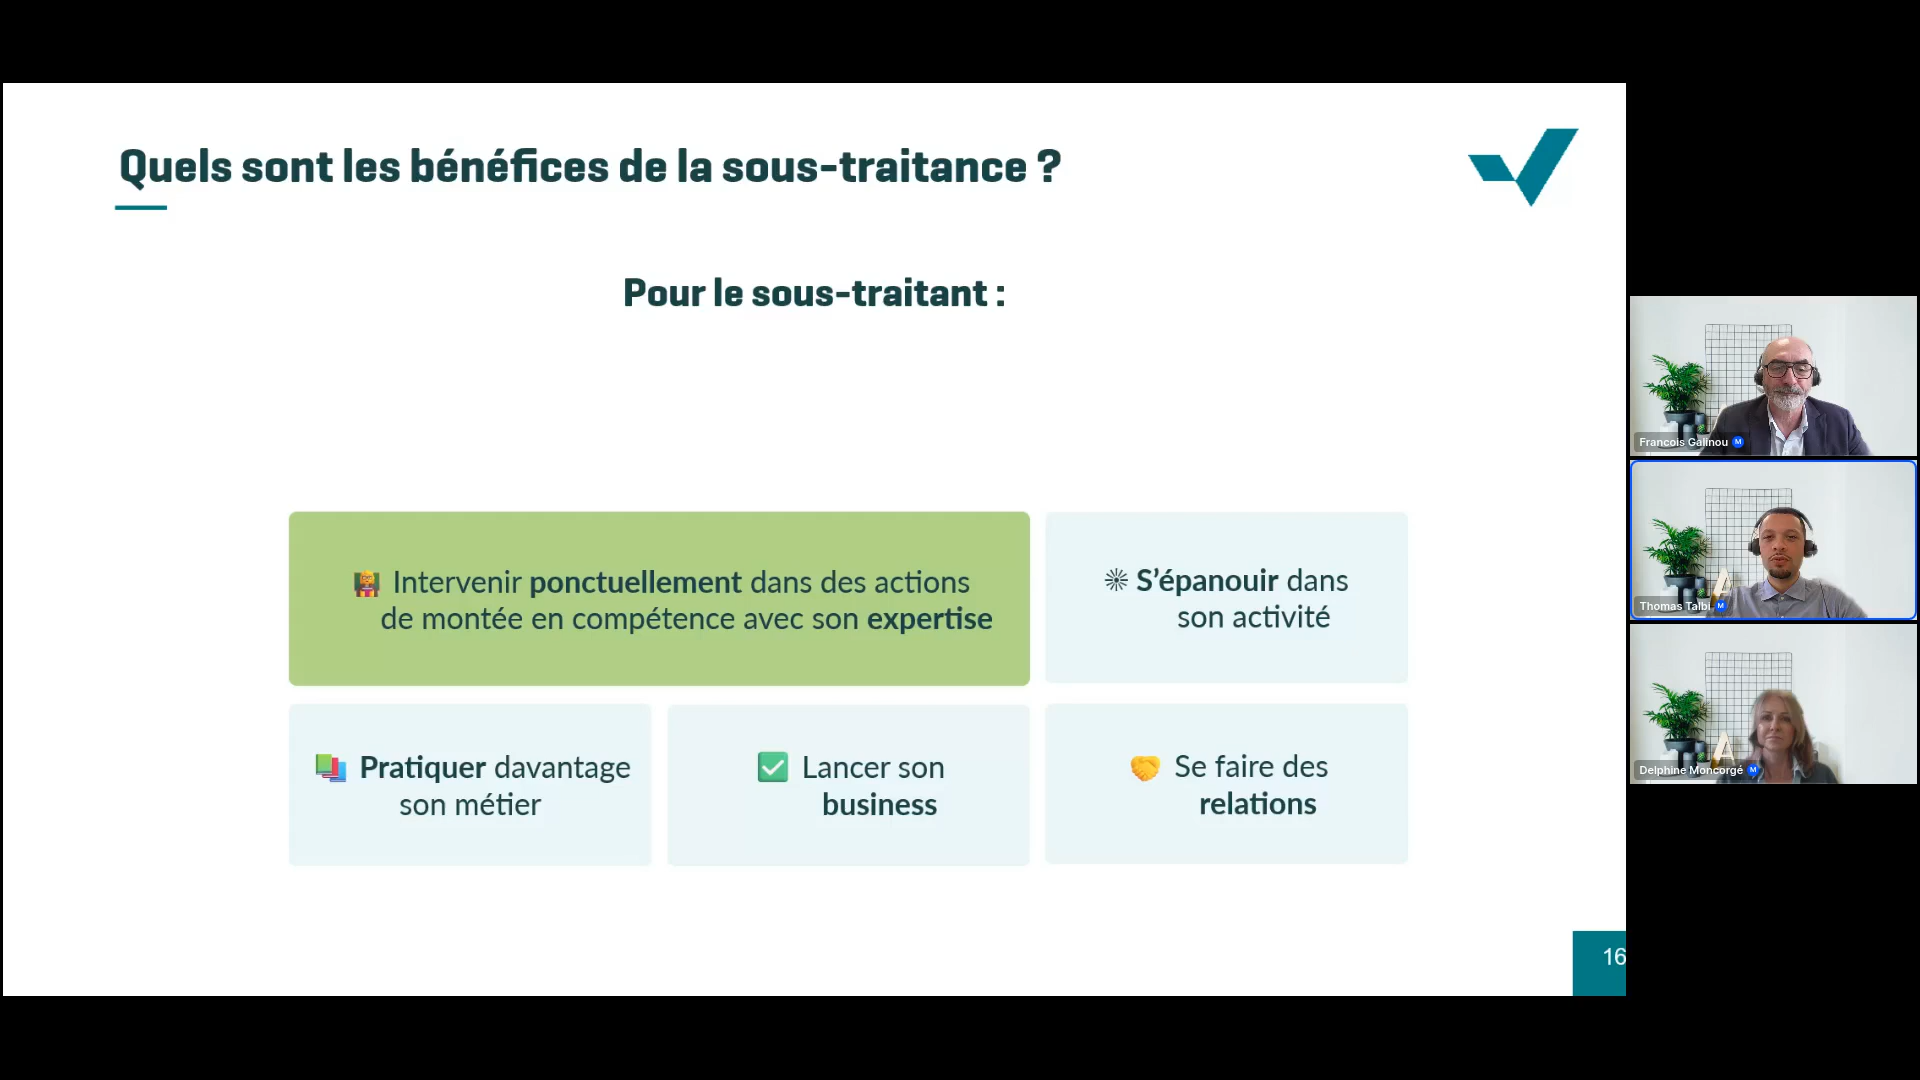 Quels sont les bénéfices de la sous-traitance ?
Pour le sous-traitant :
Intervenir ponctuellement dans des actions
de montée en compétence avec son expertise
S'épanouir dans
son activité
Pratiquer davantage
son métier
Lancer son
business
Se faire des
relations
16
Francois Galinou M
Thomas Talbi M
Delphine Moncorgé M